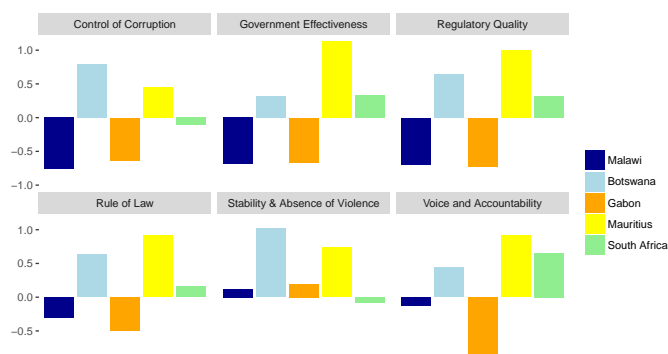 Control of Corruption Government Effectiveness Regulatory Quality
1.0
0.5
0.0
−0.5
−1.0
Rule of Law Stability & Absence of Violence Voice and Accountability
1.0
0.5
0.0
−0.5
Malawi
Botswana
Gabon
Mauritius
South Africa